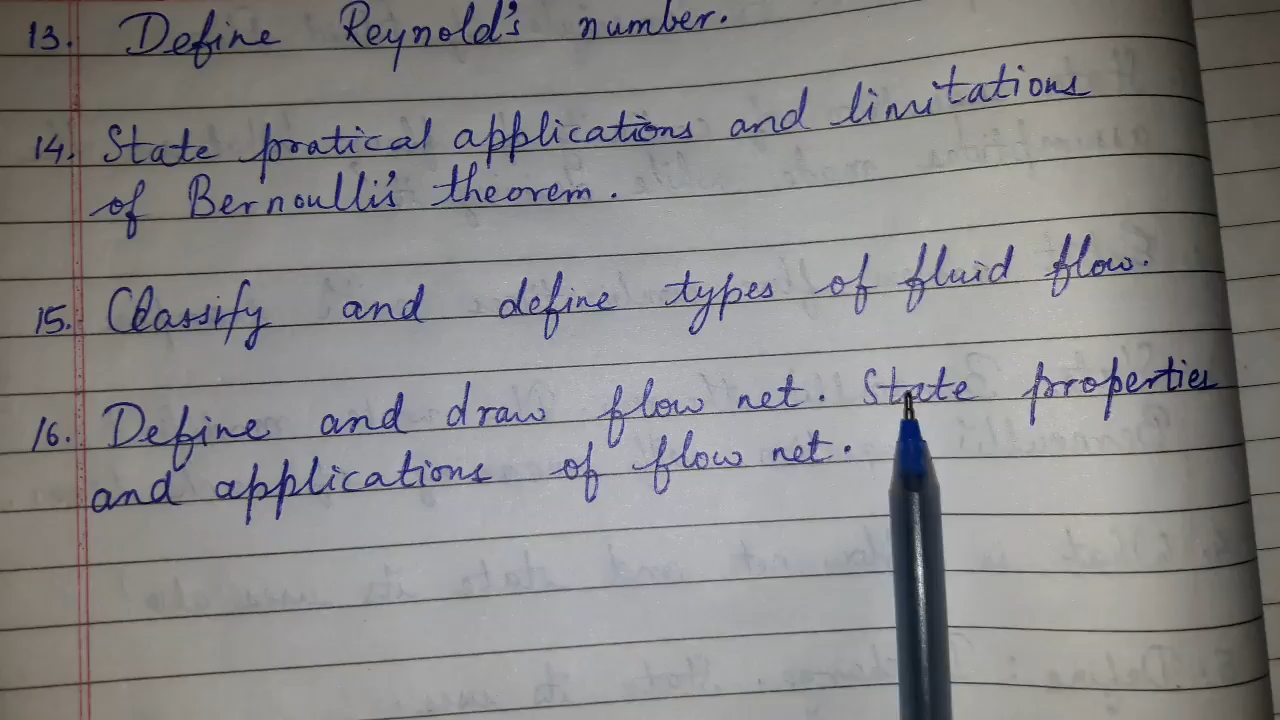 13. Define Reynold's number.
14. State pratical applications and limitations
of Bernoulli's theorem.
15. Classify and define types of fluid flow.
16. Define and draw flow net. State properties
and applications of flow net.